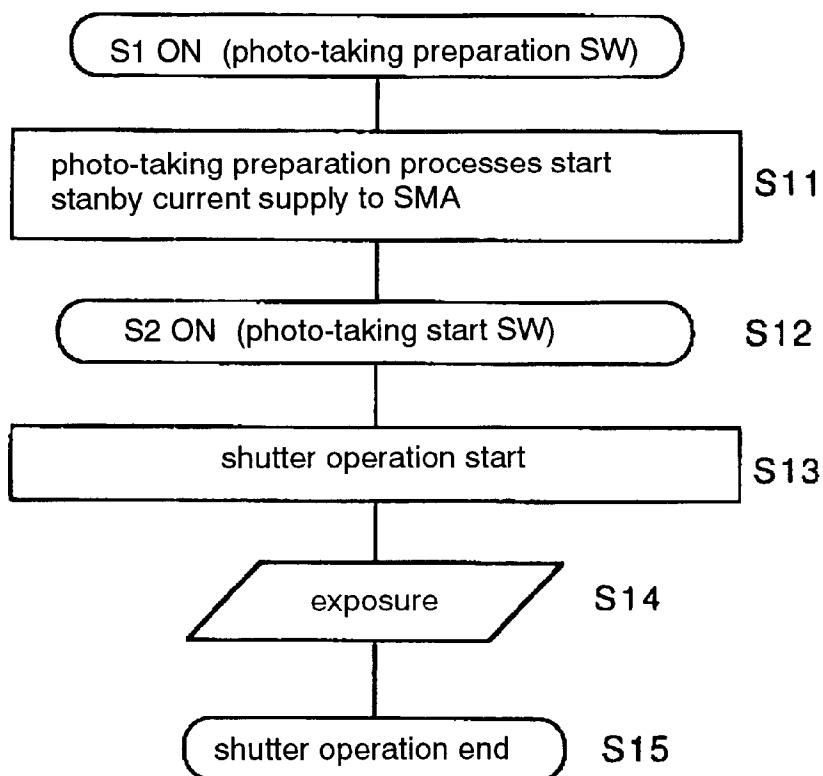 S1 ON (photo-taking preparation SW)
photo-taking preparation processes start
stanby current supply to SMA
S11
S2 ON (photo-taking start SW)
S12
shutter operation start
S13
exposure
S14
shutter operation end
S15